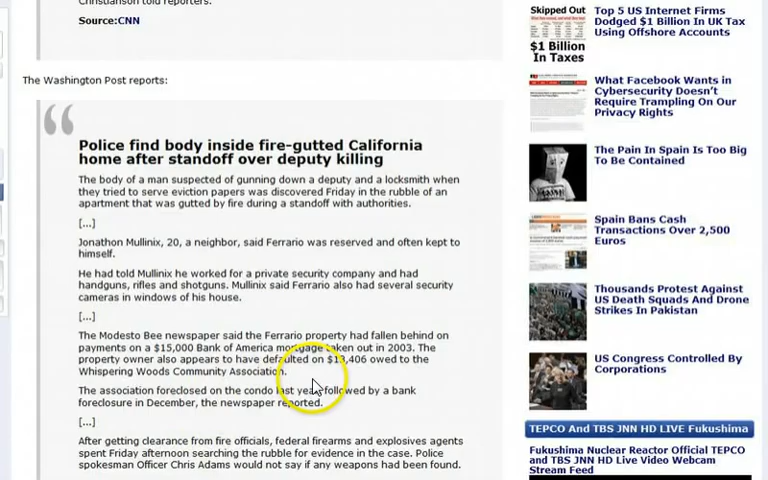 Christianson told reporters.
Source:CNN
The Washington Post reports:
Police find body inside fire-gutted California
home after standoff over deputy killing
The body of a man suspected of gunning down a deputy and a locksmith when
they tried to serve eviction papers was discovered Friday in the rubble of an
apartment that was gutted by fire during a standoff with authorities.
[...]
Jonathon Mullinix, 20, a neighbor, said Ferrario was reserved and often kept to
himself.
He had told Mullinix he worked for a private security company and had
handguns, rifles and shotguns. Mullinix said Ferrario also had several security
cameras in windows of his house.
[...]
The Modesto Bee newspaper said the Ferrario property had fallen behind on
payments on a $15,000 Bank of America mortgage taken out in 2003. The
property owner also appears to have defaulted on owed to the
Whispering Woods Community Association.
The association foreclosed on the condo last year followed by a bank
foreclosure in December, the newspaper reported.
[...]
After getting clearance from fire officials, federal firearms and explosives agents
spent Friday afternoon searching the rubble for evidence in the case. Police
spokesman Officer Chris Adams would not say if any weapons had been found.
Skipped Out
$1 Billion
In Taxes
Top 5 US Internet Firms
Dodged $1 Billion In UK Tax
Using Offshore Accounts
What Facebook Wants in
Cybersecurity Doesn't
Require Trampling On Our
Privacy Rights
The Pain In Spain Is Too Big
To Be Contained
Spain Bans Cash
Transactions Over 2,500
Euros
Thousands Protest Against
US Death Squads And Drone
Strikes In Pakistan
US Congress Controlled By
Corporations
TEPCO And TBS JNN HD LIVE Fukushima
Fukushima Nuclear Reactor Official TEPCO
and TBS JNN HD Live Video Webcam
Stream Feed